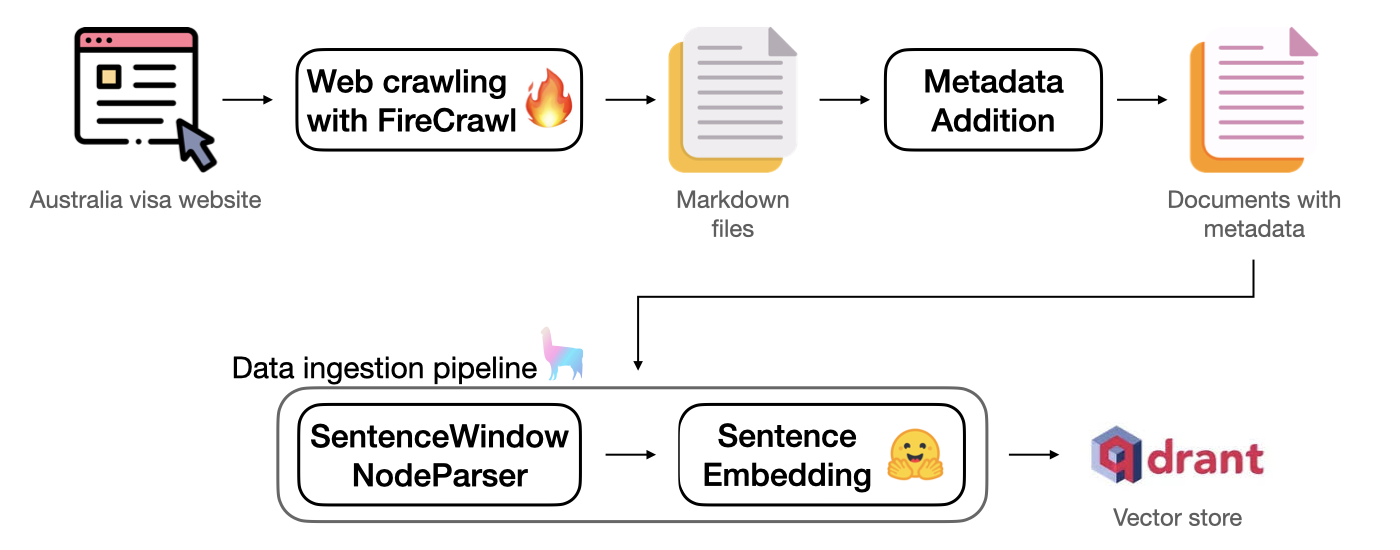 Web crawling
with FireCrawl
Metadata
Addition
Australia visa website
Markdown
files
Documents with
metadata
Data ingestion pipeline
SentenceWindow
NodeParser
Sentence
Embedding
qdrant
Vector store